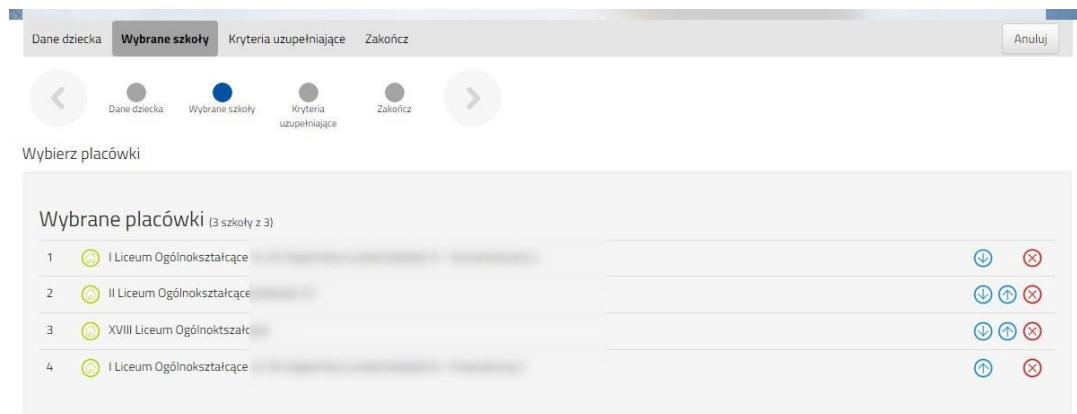 Dane dziecka Wybrane szkoły Kryteria uzupełniające Zakończ Anuluj
Dane dziecka Wybrane szkoły Kryteria uzupełniające Zakończ
Wybierz placówki
Wybrane placówki (3 szkoły z 3)
1 I Liceum Ogólnokształcące
2 II Liceum Ogólnokształcące
3 XVIII Liceum Ogólnoktszałc
4 I Liceum Ogólnokształcące